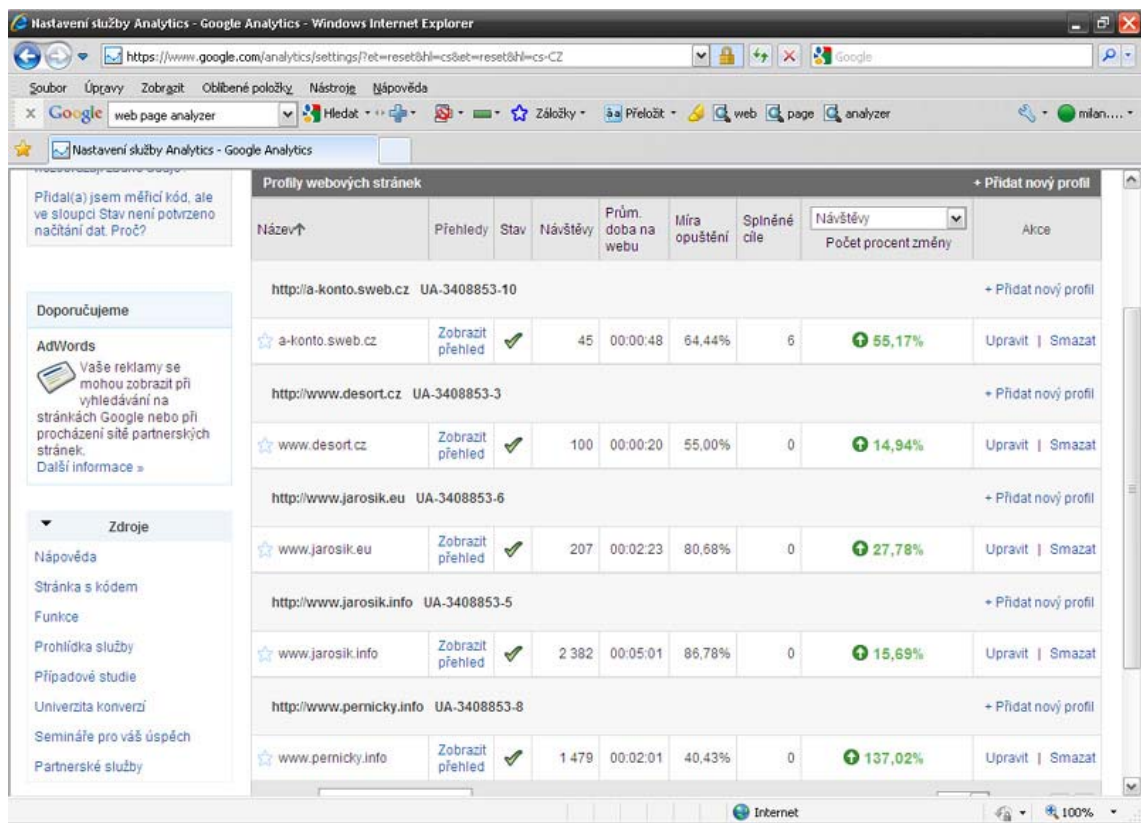 Nastavení služby Analytics - Google Analytics - Windows Internet Explorer
https://www.google.com/analytics/settings/?et=reset&hl=cs&et=reset&hl=cs-CZ
Google
Soubor Úpravy Zobrazit Oblíbené položky Nástroje Nápověda
x Google web page analyzer Hledat Záložky Přeložit web page analyzer milan....
Nastavení služby Analytics - Google Analytics
Přidal(a) jsem měřicí kód, ale
ve sloupci Stav není potvrzeno
načítání dat. Proč?
Doporučujeme
AdWords
Vaše reklamy se
mohou zobrazit při
vyhledávání na
stránkách Google nebo při
procházení sítě partnerských
stránek.
Další informace »
Zdroje
Nápověda
Stránka s kódem
Funkce
Prohlídka služby
Případové studie
Univerzita konverzí
Semináře pro váš úspěch
Partnerské služby
Profily webových stránek + Přidat nový profil
Název↑ Přehledy Stav Návštěvy Prům. doba na webu Míra opuštění Splněné cíle Návštěvy Počet procent změny Akce
http://a-konto.sweb.cz UA-3408853-10 + Přidat nový profil
a-konto.sweb.cz Zobrazit přehled 45 00:00:48 64,44% 6 55,17% Upravit | Smazat
http://www.desort.cz UA-3408853-3 + Přidat nový profil
www.desort.cz Zobrazit přehled 100 00:00:20 55,00% 0 14,94% Upravit | Smazat
http://www.jarosik.eu UA-3408853-6 + Přidat nový profil
www.jarosik.eu Zobrazit přehled 207 00:02:23 80,68% 0 27,78% Upravit | Smazat
http://www.jarosik.info UA-3408853-5 + Přidat nový profil
www.jarosik.info Zobrazit přehled 2 382 00:05:01 86,78% 0 15,69% Upravit | Smazat
http://www.pernicky.info UA-3408853-8 + Přidat nový profil
www.pernicky.info Zobrazit přehled 1 479 00:02:01 40,43% 0 137,02% Upravit | Smazat
Internet 100%